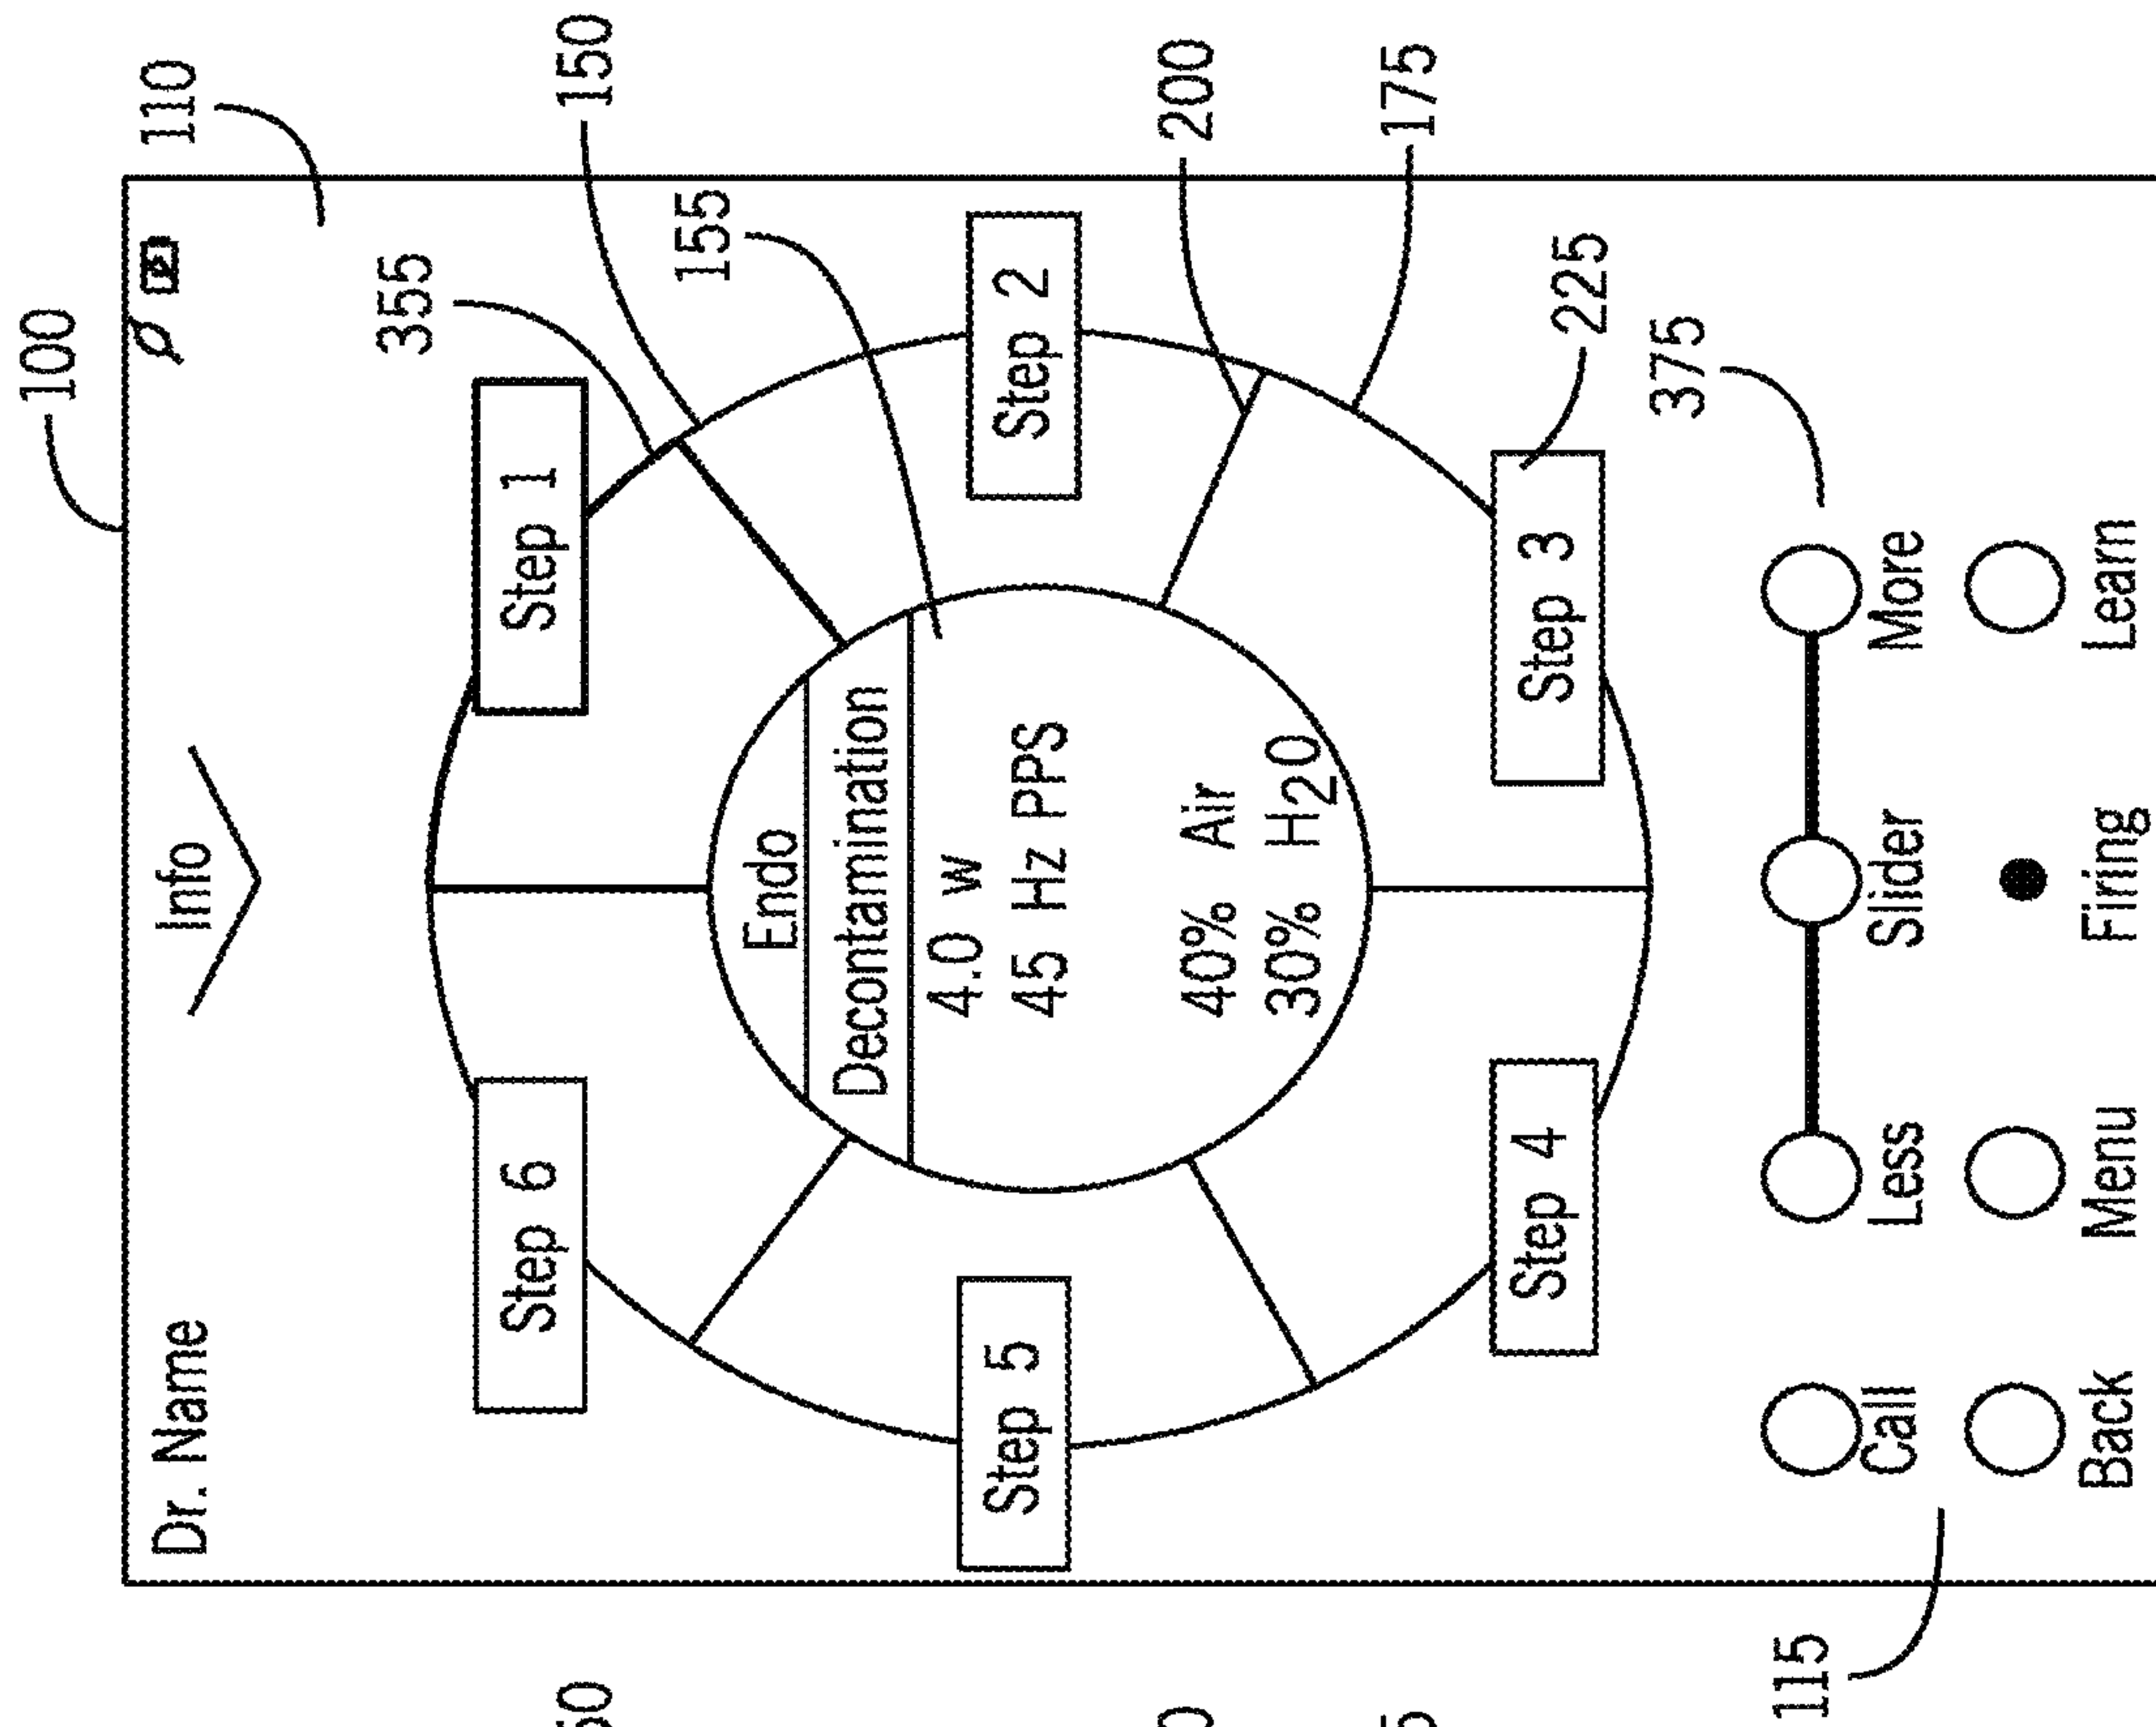 100
110
Dr. Name
Info
150
355
155
Step 6
Step 1
Endo
Decontamination
4.0 w
45 Hz PPS
40% Air
30% H2O
Step 5
Step 2
200
175
Step 4
Step 3
225
375
Call
Less
Slider
More
Back
Menu
Firing
Learn
115